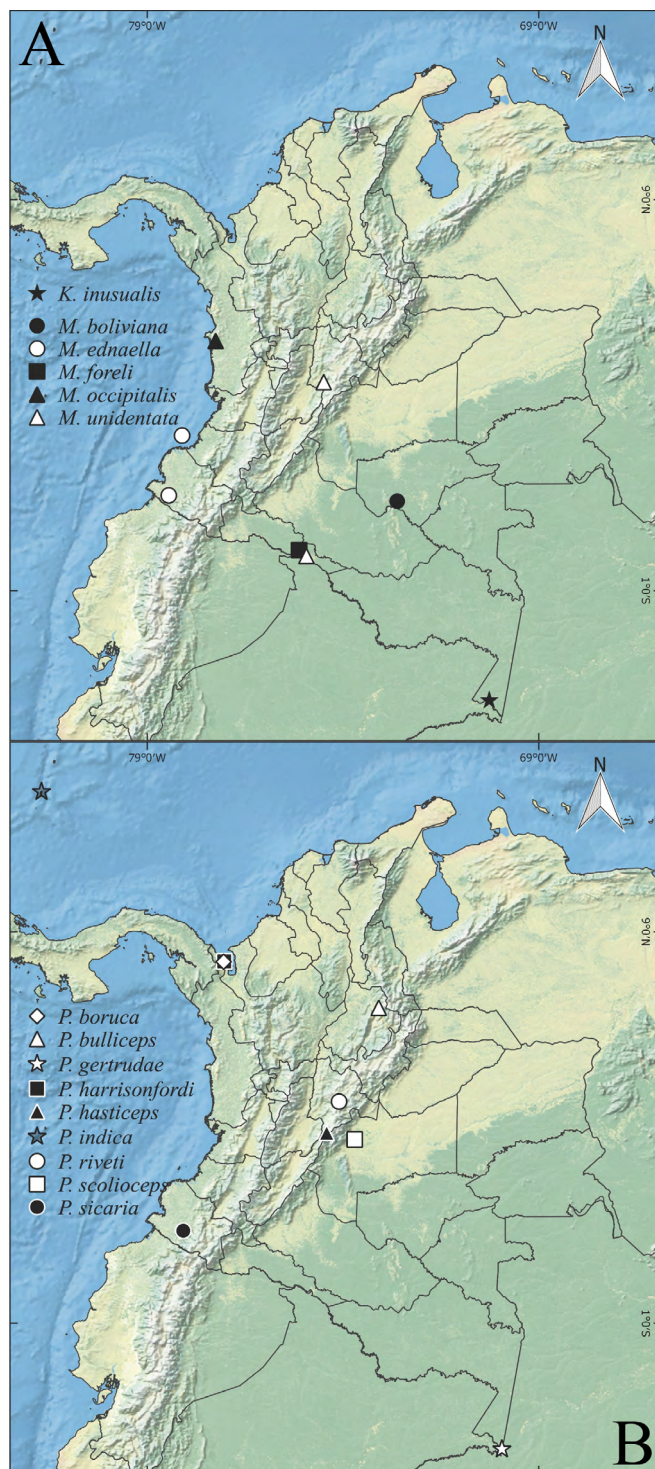 A
79°0'W
69°0'W
N
9°0'N
K. inusualis
M. boliviana
M. ednaella
M. foreli
M. occipitalis
M. unidentata
1°0'S
79°0'W
69°0'W
N
9°0'N
P. boruca
P. bulliceps
P. gertrudae
P. harrisonfordi
P. hasticeps
P. indica
P. riveti
P. scolioceps
P. sicaria
1°0'S
B